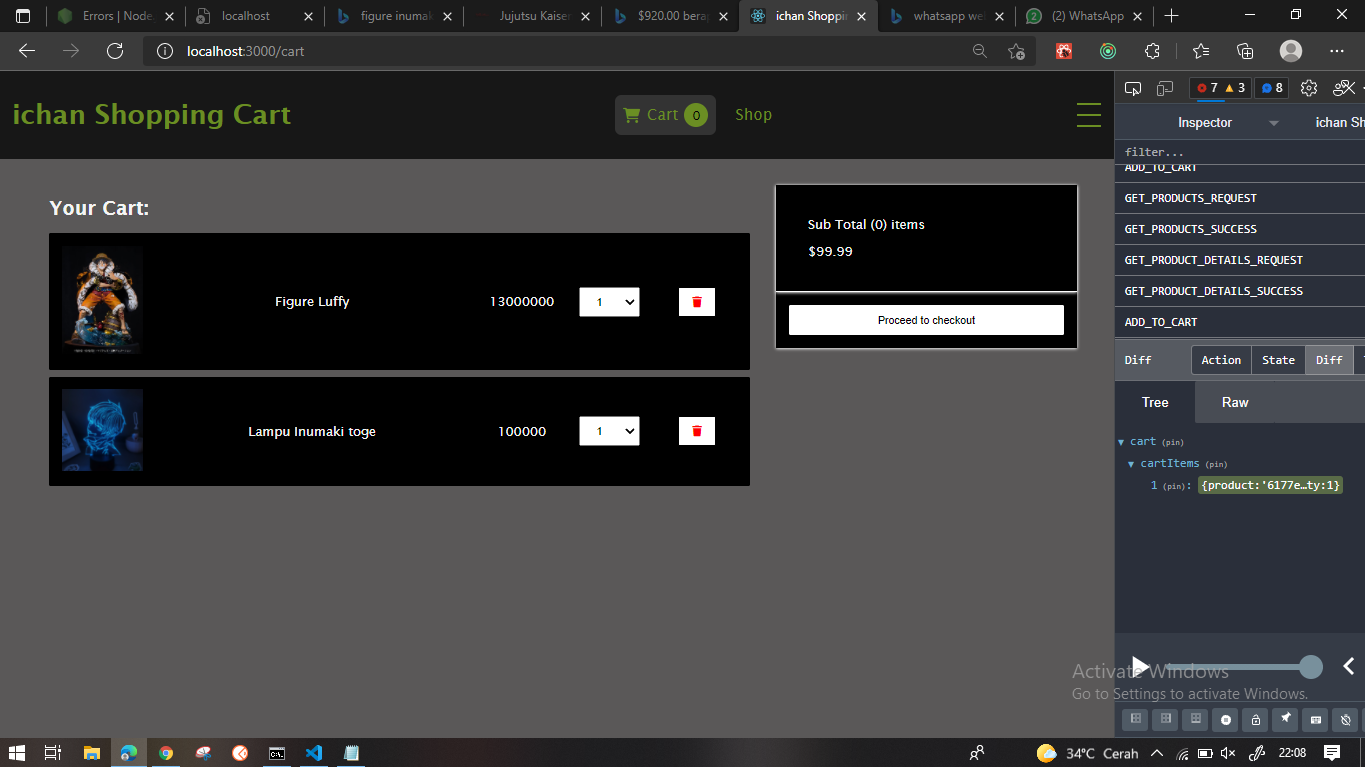 Errors | Node.
localhost
figure inumak
Jujutsu Kaisen
$920.00 bera
ichan Shoppin
whatsapp we
(2) WhatsApp
localhost:3000/cart
ichan Shopping Cart
Cart 0
Shop
7 3 8
Inspector
ichan Sh
filter...
ADD_TO_CART
GET_PRODUCTS_REQUEST
GET_PRODUCTS_SUCCESS
GET_PRODUCT_DETAILS_REQUEST
GET_PRODUCT_DETAILS_SUCCESS
ADD_TO_CART
Diff
Action
State
Diff
Tree
Raw
cart (pin)
cartItems (pin)
1 (pin): {product:'6177e…ty:1}
Your Cart:
Figure Luffy
13000000
1
Lampu Inumaki toge
100000
1
Sub Total (0) items
$99.99
Proceed to checkout
Activate Windows
Go to Settings to activate Windows.
34°C Cerah
22:08